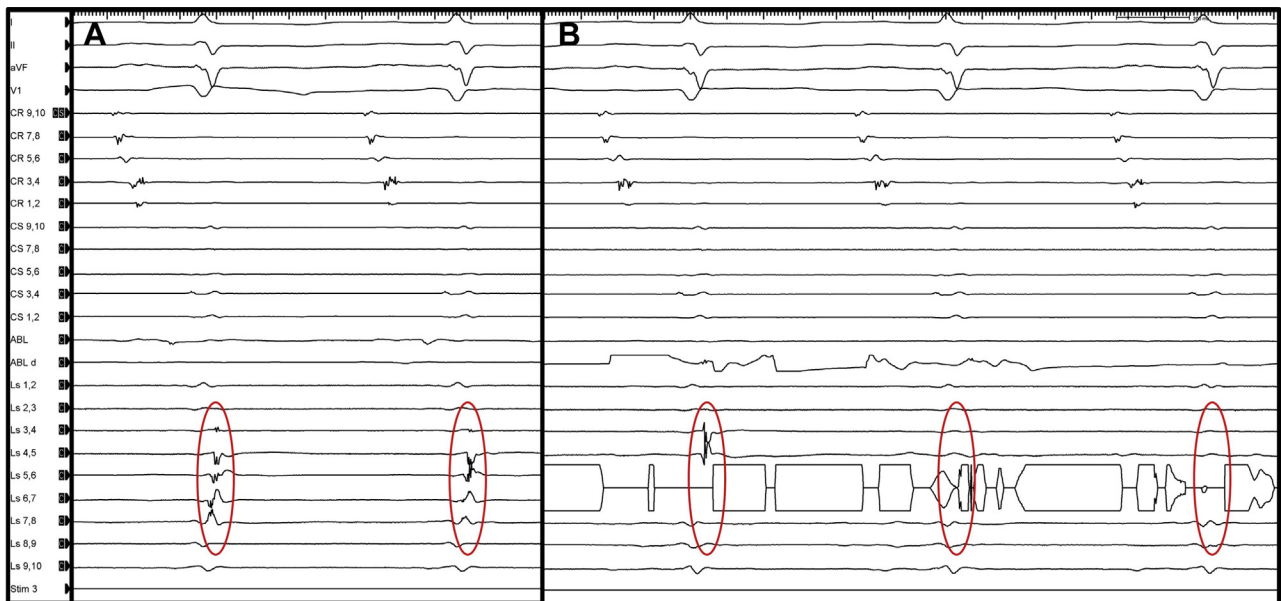 A
B
200 ms
I
II
aVF
V1
CR 9,10 CS
CR 7,8 C
CR 5,6 C
CR 3,4 C
CR 1,2 C
CS 9,10 C
CS 7,8 C
CS 5,6 C
CS 3,4 C
CS 1,2 C
ABL C
ABL d C
Ls 1,2 C
Ls 2,3 C
Ls 3,4 C
Ls 4,5 C
Ls 5,6 C
Ls 6,7 C
Ls 7,8 C
Ls 8,9 C
Ls 9,10 C
Stim 3